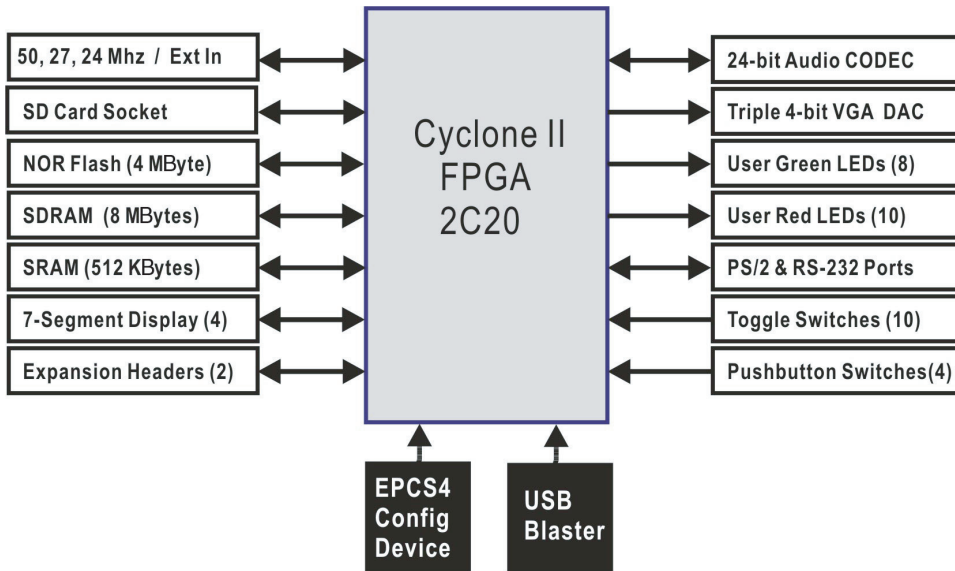 50, 27, 24 Mhz / Ext In
SD Card Socket
NOR Flash (4 MByte)
SDRAM (8 MBytes)
SRAM (512 KBytes)
7-Segment Display (4)
Expansion Headers (2)
Cyclone II
FPGA
2C20
24-bit Audio CODEC
Triple 4-bit VGA DAC
User Green LEDs (8)
User Red LEDs (10)
PS/2 & RS-232 Ports
Toggle Switches (10)
Pushbutton Switches(4)
EPCS4
Config
Device
USB
Blaster